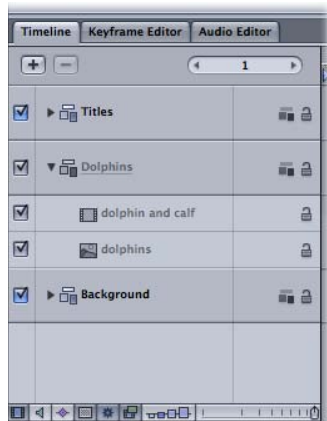 Timeline Keyframe Editor Audio Editor
1
Titles
Dolphins
dolphin and calf
dolphins
Background